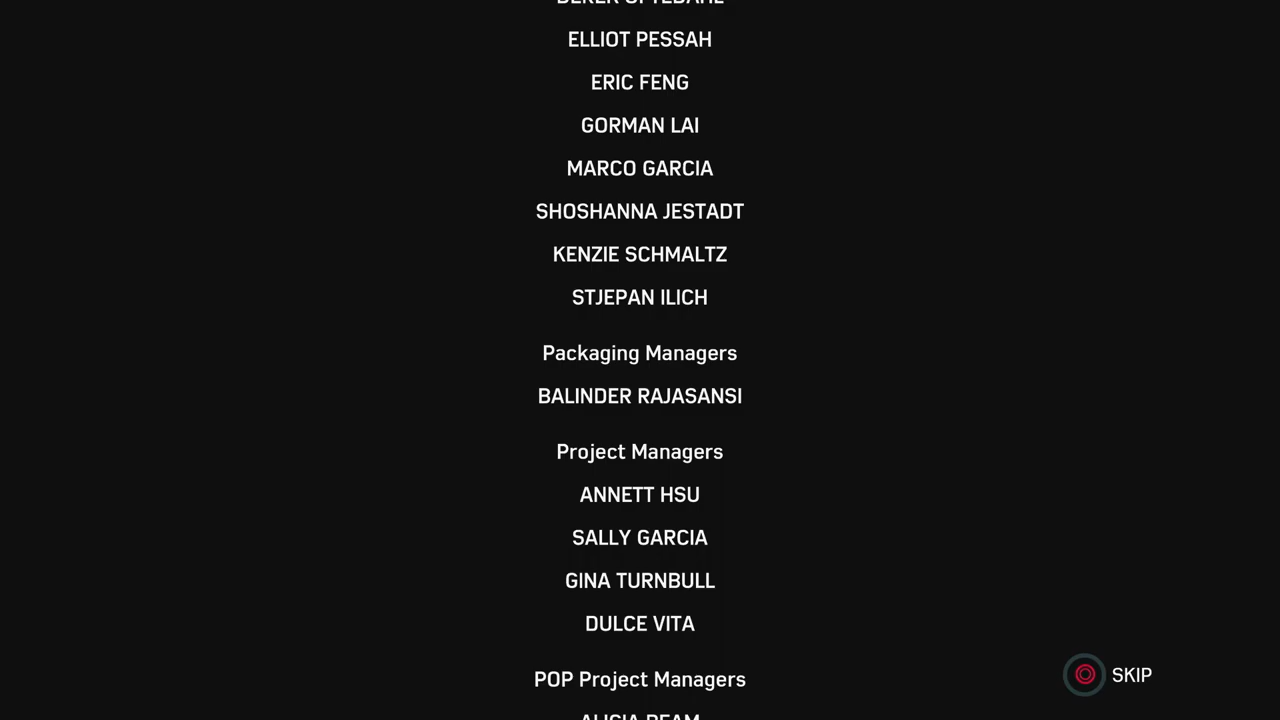 ELLIOT PESSAH
ERIC FENG
GORMAN LAI
MARCO GARCIA
SHOSHANNA JESTADT
KENZIE SCHMALTZ
STJEPAN ILICH
Packaging Managers
BALINDER RAJASANSI
Project Managers
ANNETT HSU
SALLY GARCIA
GINA TURNBULL
DULCE VITA
SKIP
POP Project Managers